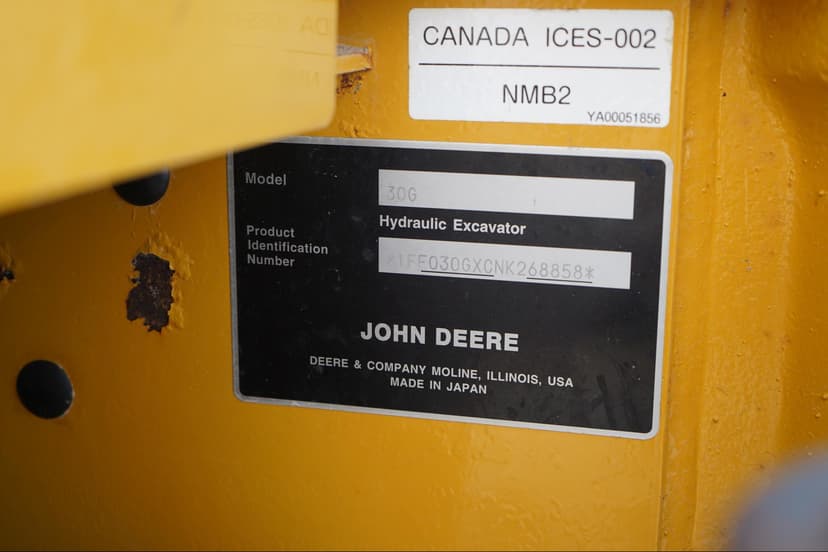 CANADA ICES-002
NMB2
YA00051856
Model
30G
Hydraulic Excavator
Product
Identification
Number
*1FF030GXCNK268858*
JOHN DEERE
DEERE & COMPANY MOLINE, ILLINOIS, USA
MADE IN JAPAN